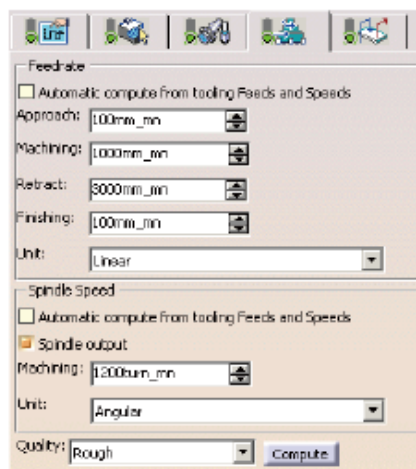 Feedrate
Automatic compute from tooling Feeds and Speeds
Approach: 100mm_mn
Machining: 1000mm_mn
Retract: 3000mm_mn
Finishing: 100mm_mn
Unit: Linear
Spindle Speed
Automatic compute from tooling Feeds and Speeds
Spindle output
Machining: 1200turn_mn
Unit: Angular
Quality: Rough Compute